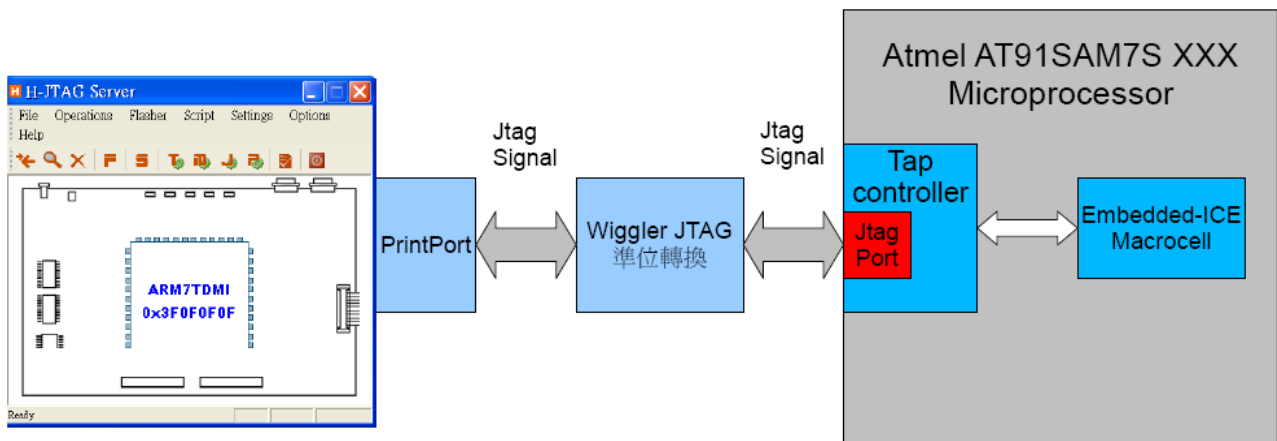 H-JTAG Server
File Operations Flasher Script Settings Options
Help
ARM7TDMI
0x3F0F0F0F
Ready
PrintPort
Jtag
Signal
Wiggler JTAG
準位轉換
Jtag
Signal
Atmel AT91SAM7S XXX
Microprocessor
Tap
controller
Jtag
Port
Embedded-ICE
Macrocell